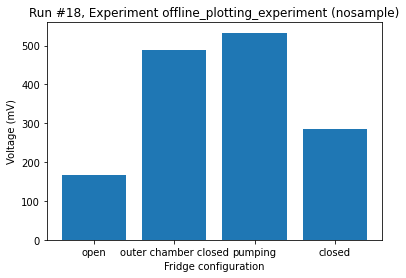 Run #18, Experiment offline_plotting_experiment (nosample)
Voltage (mV)
500
400
300
200
100
0
open outer chamber closed pumping closed
Fridge configuration